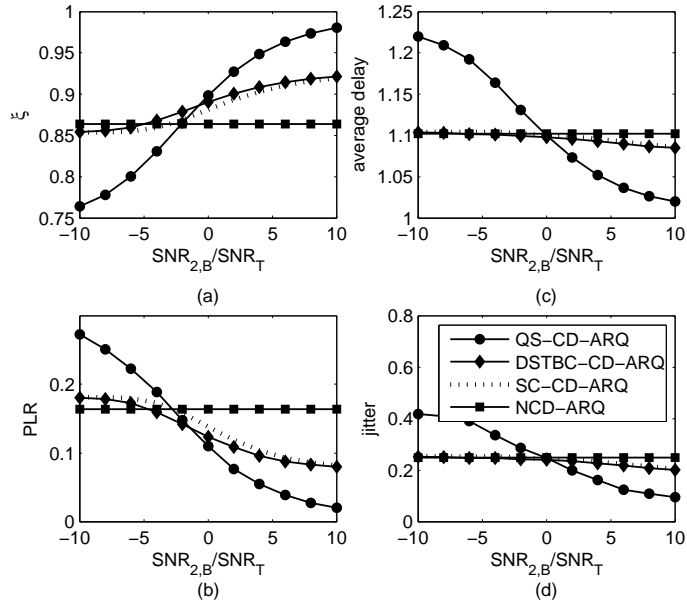 1
0.95
0.9
0.85
0.8
0.75
ξ
−10 −5 0 5 10
SNR2,B/SNRT
(a)
1.25
1.2
1.15
1.1
1.05
1
average delay
−10 −5 0 5 10
SNR2,B/SNRT
(c)
0.2
0.1
0
PLR
−10 −5 0 5 10
SNR2,B/SNRT
(b)
0.8
0.6
0.4
0.2
0
jitter
QS−CD−ARQ
DSTBC−CD−ARQ
SC−CD−ARQ
NCD−ARQ
−10 −5 0 5 10
SNR2,B/SNRT
(d)